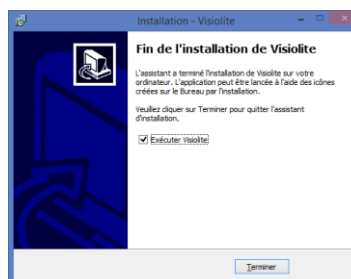 Installation - Visiolite
Fin de l'installation de Visiolite
L'assistant a terminé l'installation de Visiolite sur votre
ordinateur. L'application peut être lancée à l'aide des icônes
créées sur le Bureau par l'installation.
Veuillez cliquer sur Terminer pour quitter l'assistant
d'installation.
Exécuter Visiolite
Terminer